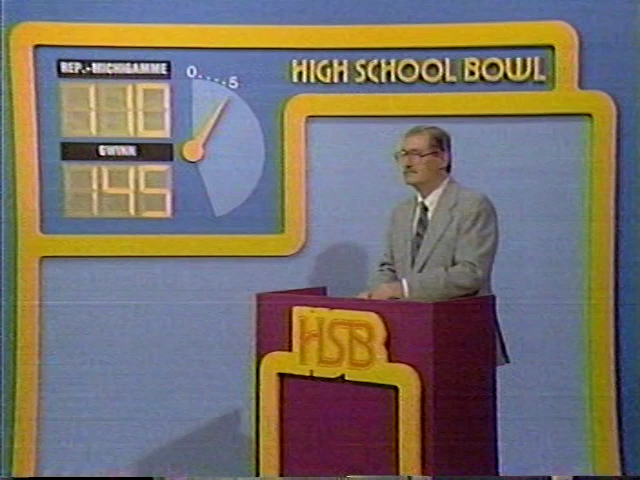 REP.-MICHIGAMME
110
GWINN
145
0....5
HIGH SCHOOL BOWL
HSB